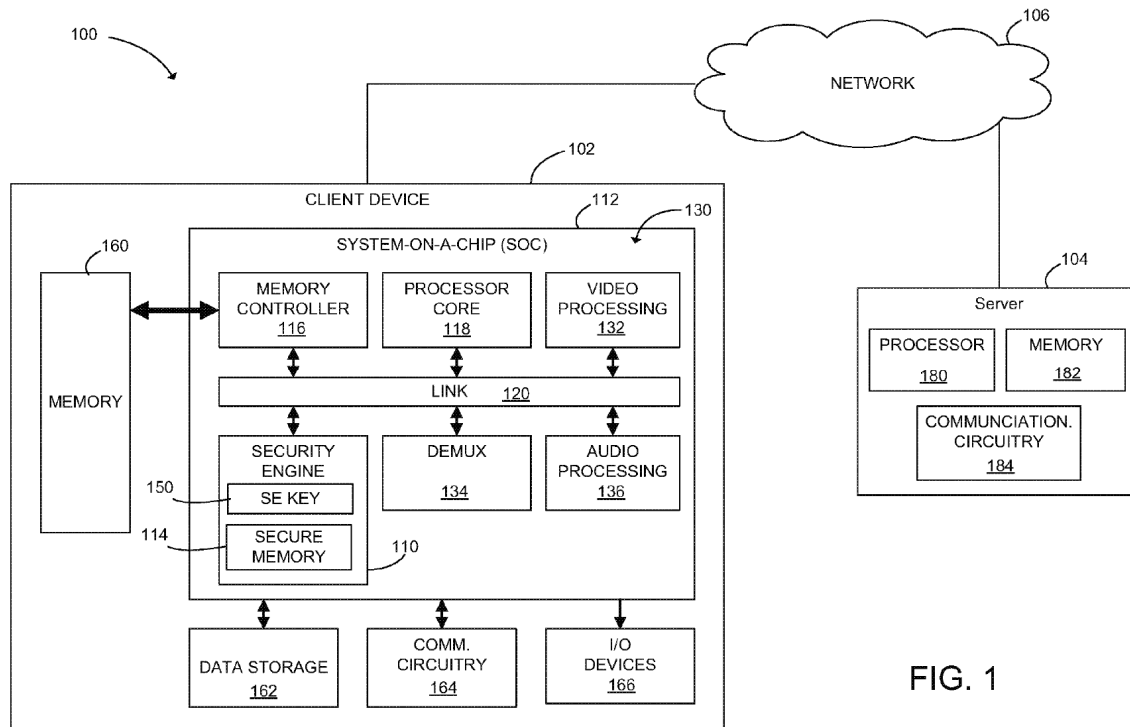 100
106
NETWORK
102
CLIENT DEVICE
112
130
SYSTEM-ON-A-CHIP (SOC)
160
MEMORY
MEMORY
CONTROLLER
116
PROCESSOR
CORE
118
VIDEO
PROCESSING
132
LINK 120
SECURITY
ENGINE
150
SE KEY
114
SECURE
MEMORY
110
DEMUX
134
AUDIO
PROCESSING
136
DATA STORAGE
162
COMM.
CIRCUITRY
164
I/O
DEVICES
166
104
Server
PROCESSOR
180
MEMORY
182
COMMUNCIATION.
CIRCUITRY
184
FIG. 1